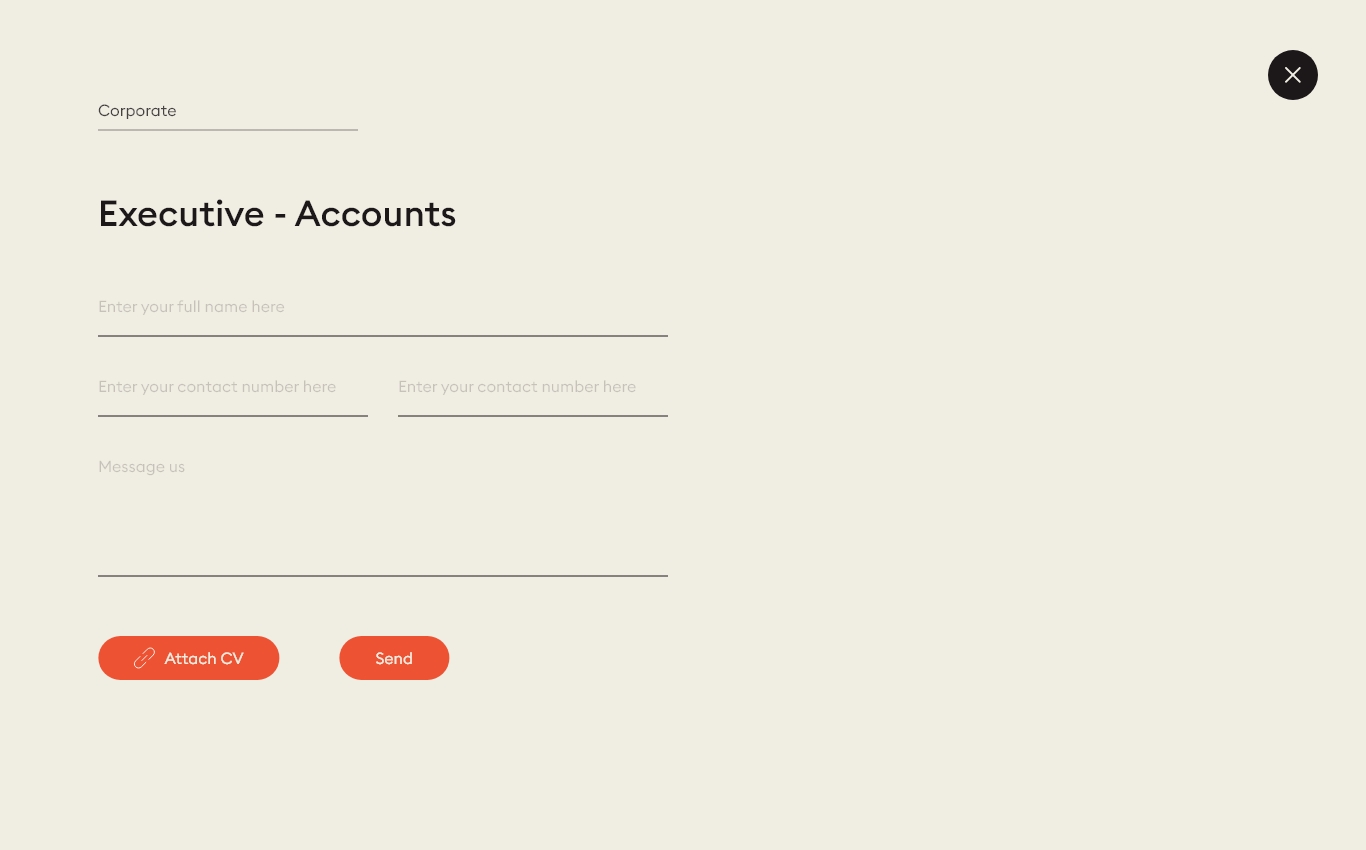 Corporate
Executive - Accounts
Enter your full name here
Enter your contact number here
Enter your contact number here
Message us
Attach CV
Send